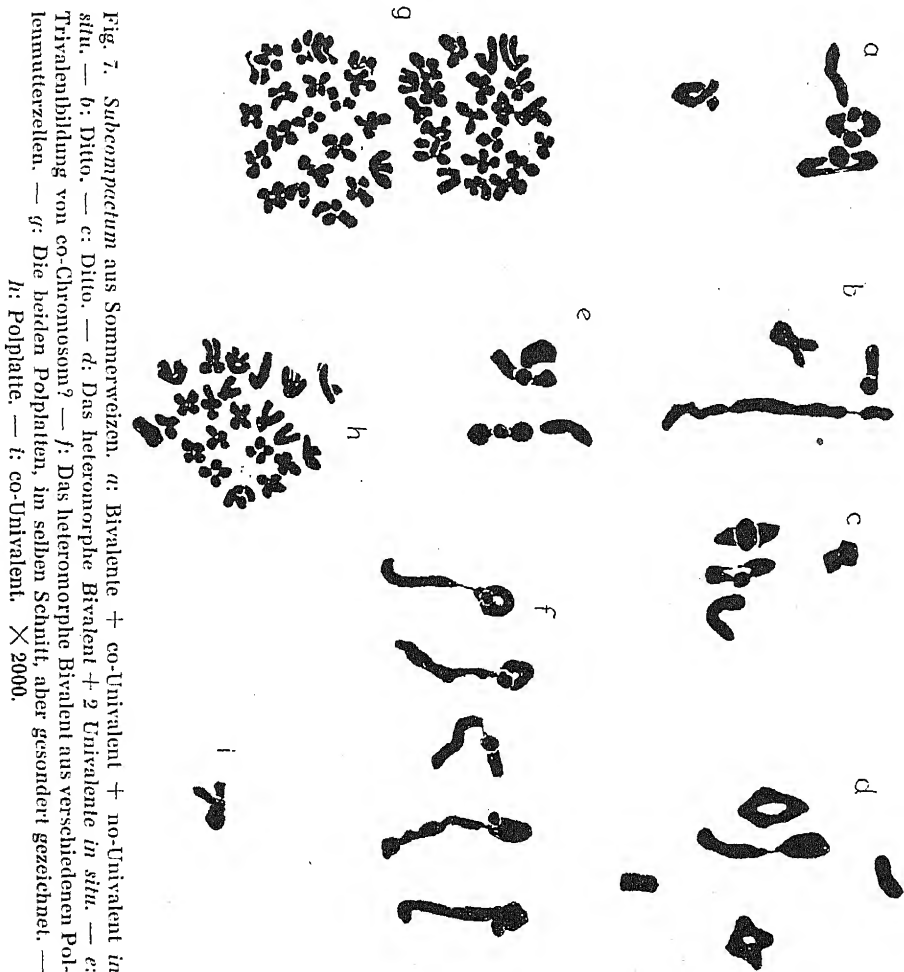 a
b
c
d
e
f
g
h
i
Fig. 7. Subcompactum aus Sommerweizen. a: Bivalente + co-Univalent + no-Univalent in
situ. — b: Ditto. — c: Ditto. — d: Das heteromorphe Bivalent + 2 Univalente in situ. — e:
Trivalentbildung von co-Chromosom? — f: Das heteromorphe Bivalent aus verschiedenen Pol-
lenmutterzellen. — g: Die beiden Polplatten, im selben Schnitt, aber gesondert gezeichnet. —
h: Polplatte. — i: co-Univalent. × 2000.